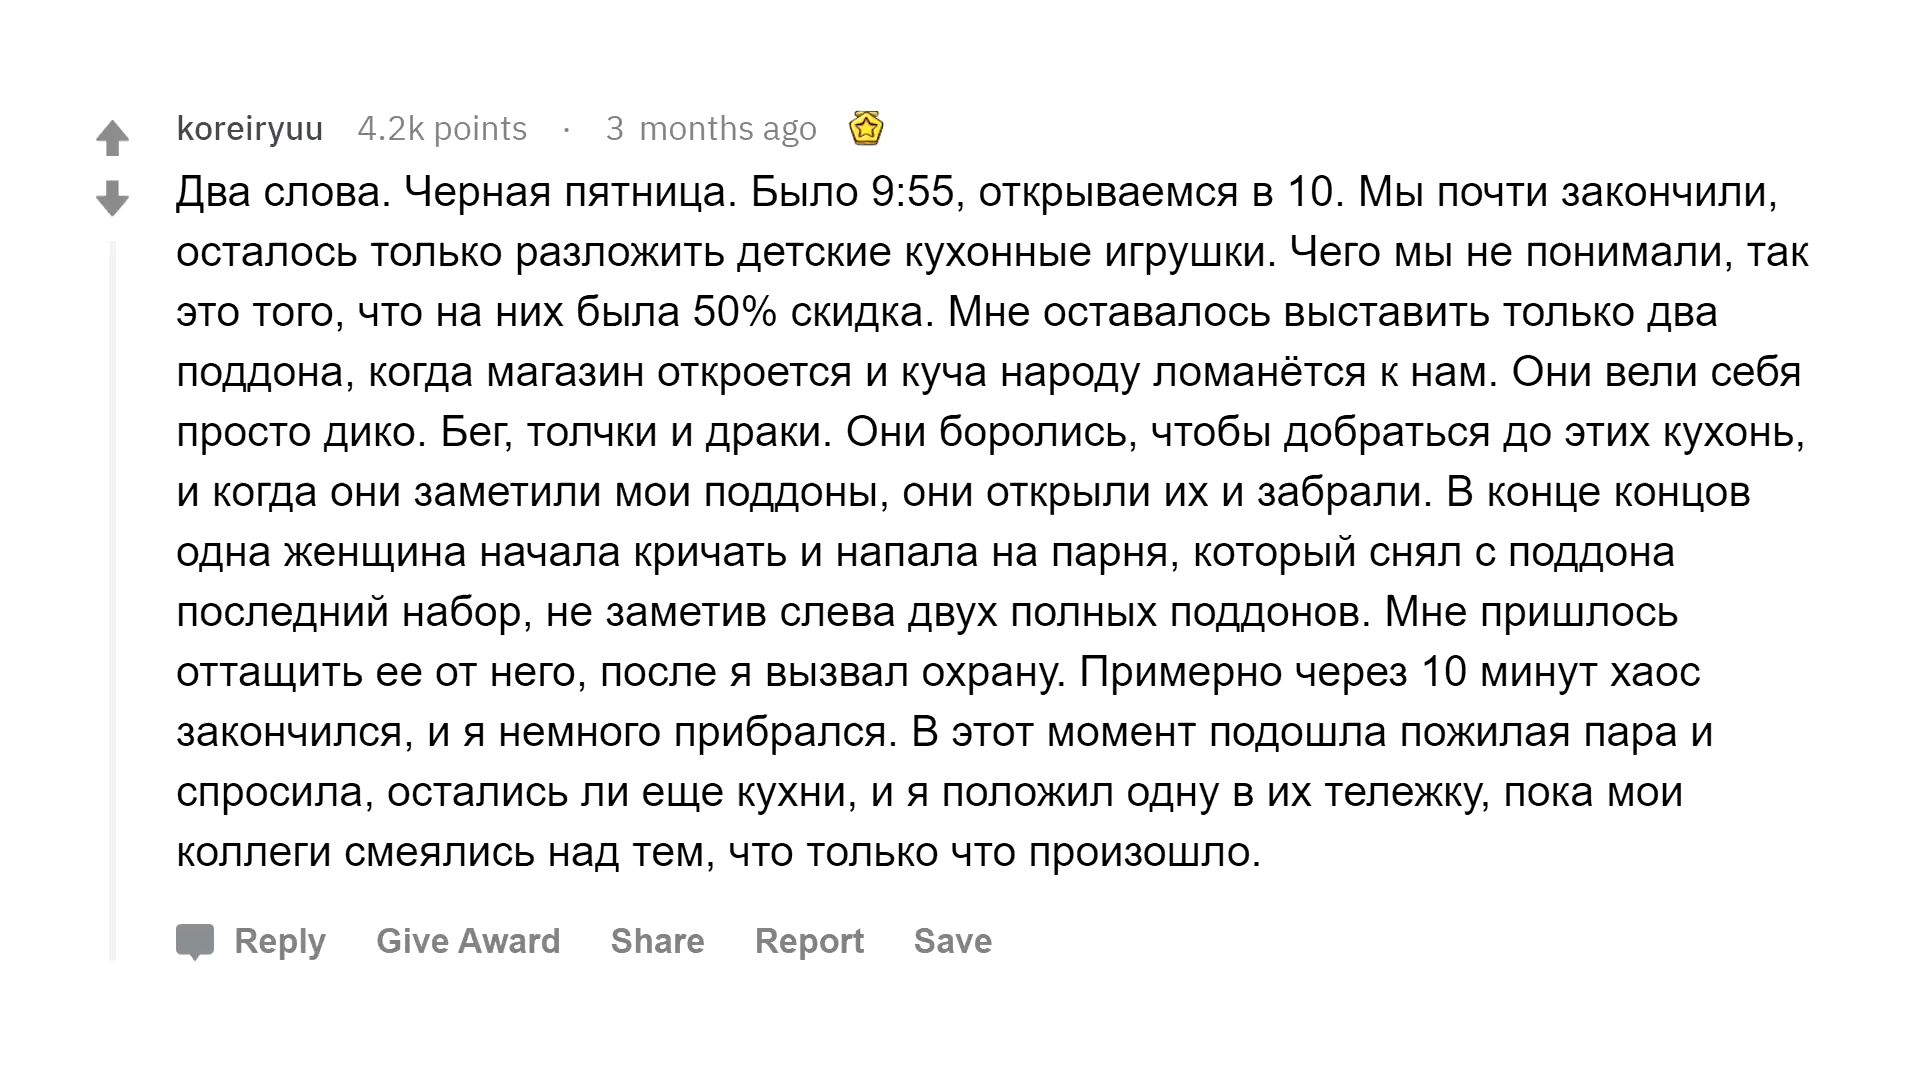 koreiryuu 4.2k points · 3 months ago
Два слова. Черная пятница. Было 9:55, открываемся в 10. Мы почти закончили,
осталось только разложить детские кухонные игрушки. Чего мы не понимали, так
это того, что на них была 50% скидка. Мне оставалось выставить только два
поддона, когда магазин откроется и куча народу ломанётся к нам. Они вели себя
просто дико. Бег, толчки и драки. Они боролись, чтобы добраться до этих кухонь,
и когда они заметили мои поддоны, они открыли их и забрали. В конце концов
одна женщина начала кричать и напала на парня, который снял с поддона
последний набор, не заметив слева двух полных поддонов. Мне пришлось
оттащить ее от него, после я вызвал охрану. Примерно через 10 минут хаос
закончился, и я немного прибрался. В этот момент подошла пожилая пара и
спросила, остались ли еще кухни, и я положил одну в их тележку, пока мои
коллеги смеялись над тем, что только что произошло.
Reply Give Award Share Report Save